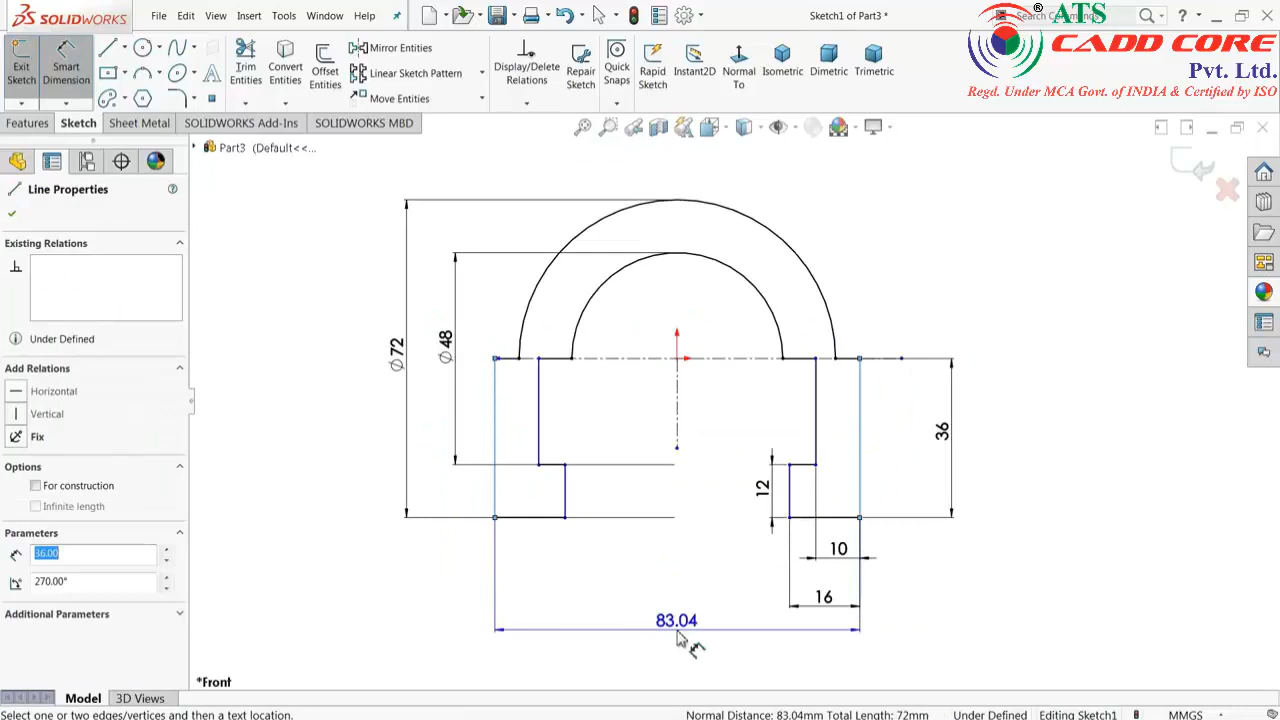 SOLIDWORKS
File
Edit
View
Insert
Tools
Window
Help
Sketch1 of Part3 *
Search Commands
?
ATS
®
CADD CORE
Pvt. Ltd.
Regd. Under MCA Govt. of INDIA & Certified by ISO
Exit Sketch
Smart Dimension
Trim Entities
Convert Entities
Offset Entities
Mirror Entities
Linear Sketch Pattern
Move Entities
Display/Delete Relations
Repair Sketch
Quick Snaps
Rapid Sketch
Instant2D
Normal To
Isometric
Dimetric
Trimetric
Features
Sketch
Sheet Metal
SOLIDWORKS Add-Ins
SOLIDWORKS MBD
Part3 (Default<<...
Line Properties
Existing Relations
Under Defined
Add Relations
Horizontal
Vertical
Fix
Options
For construction
Infinite length
Parameters
36.00
270.00°
Additional Parameters
∅72
∅48
36
12
10
16
83.04
*Front
Model
3D Views
Select one or two edges/vertices and then a text location.
Normal Distance: 83.04mm Total Length: 72mm
Under Defined
Editing Sketch1
MMGS